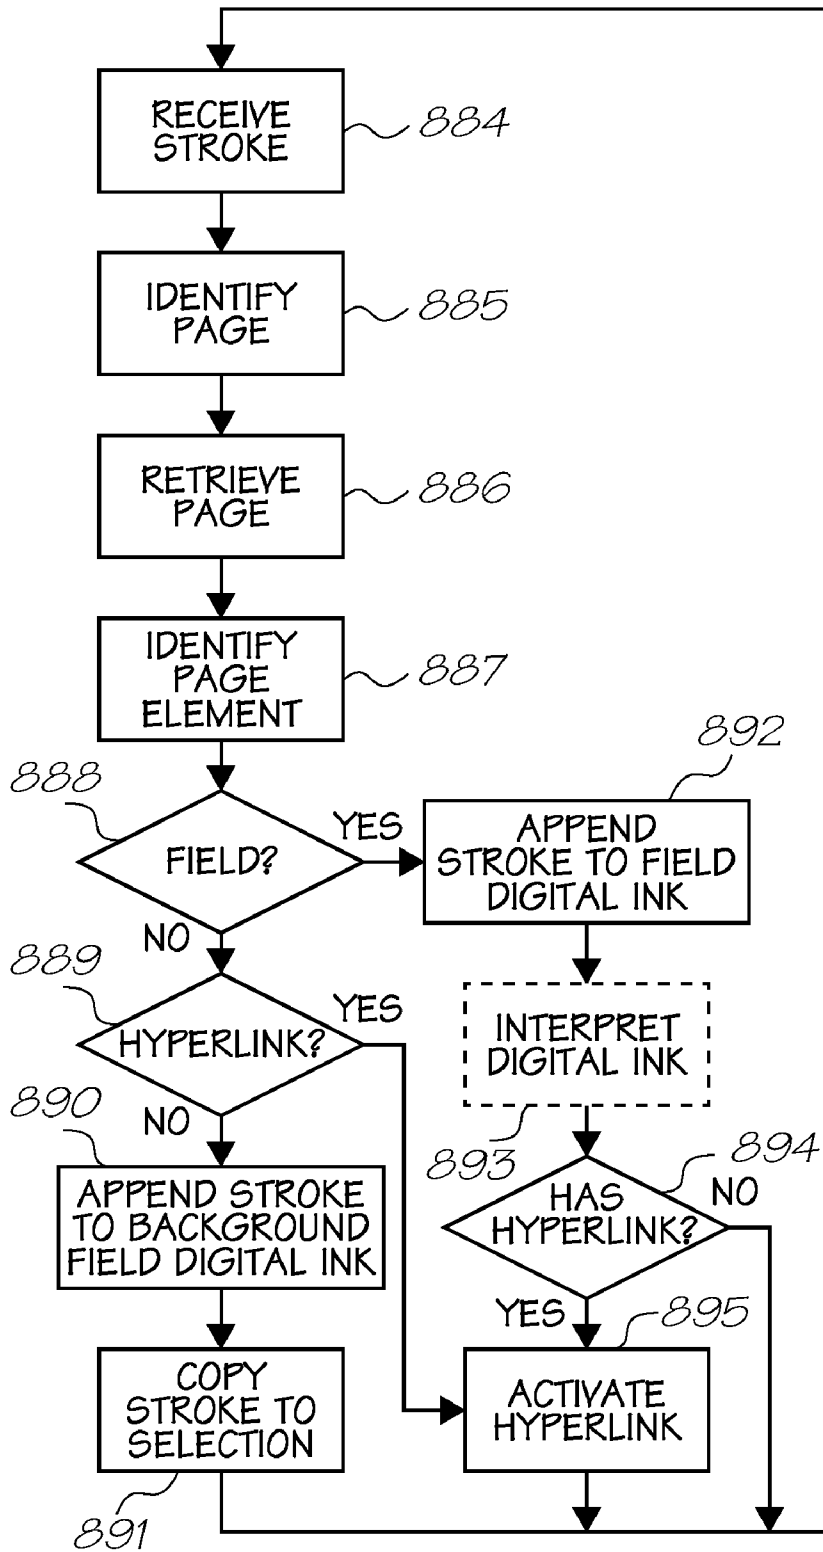 RECEIVE
STROKE
884
IDENTIFY
PAGE
885
RETRIEVE
PAGE
886
IDENTIFY
PAGE
ELEMENT
887
888
FIELD?
YES
NO
892
APPEND
STROKE TO FIELD
DIGITAL INK
889
HYPERLINK?
YES
NO
INTERPRET
DIGITAL INK
893
890
APPEND STROKE
TO BACKGROUND
FIELD DIGITAL INK
894
HAS
HYPERLINK?
NO
YES
895
COPY
STROKE TO
SELECTION
891
ACTIVATE
HYPERLINK